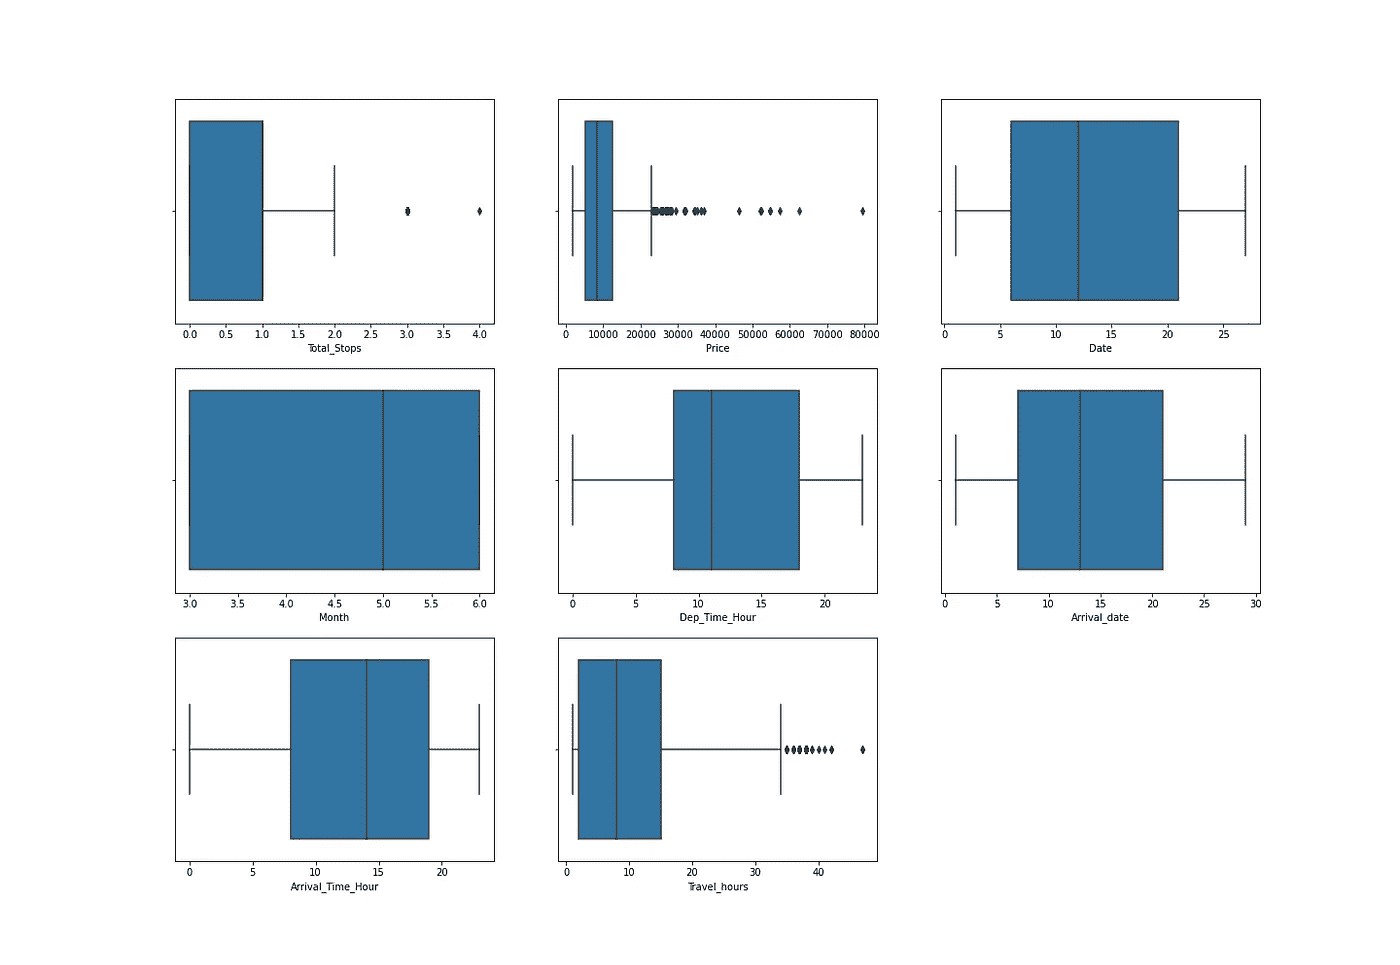 0.0 0.5 1.0 1.5 2.0 2.5 3.0 3.5 4.0
Total_Stops
0 10000 20000 30000 40000 50000 60000 70000 80000
Price
0 5 10 15 20 25
Date
3.0 3.5 4.0 4.5 5.0 5.5 6.0
Month
0 5 10 15 20
Dep_Time_Hour
0 5 10 15 20 25 30
Arrival_date
0 5 10 15 20
Arrival_Time_Hour
0 10 20 30 40
Travel_hours